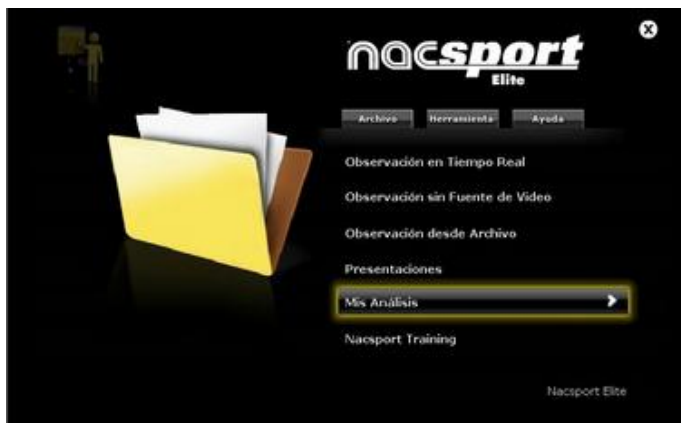 nacsport
Elite
Archivo Herramienta Ayuda
Observación en Tiempo Real
Observación sin Fuente de Video
Observación desde Archivo
Presentaciones
Mis Análisis
Nacsport Training
Nacsport Elite